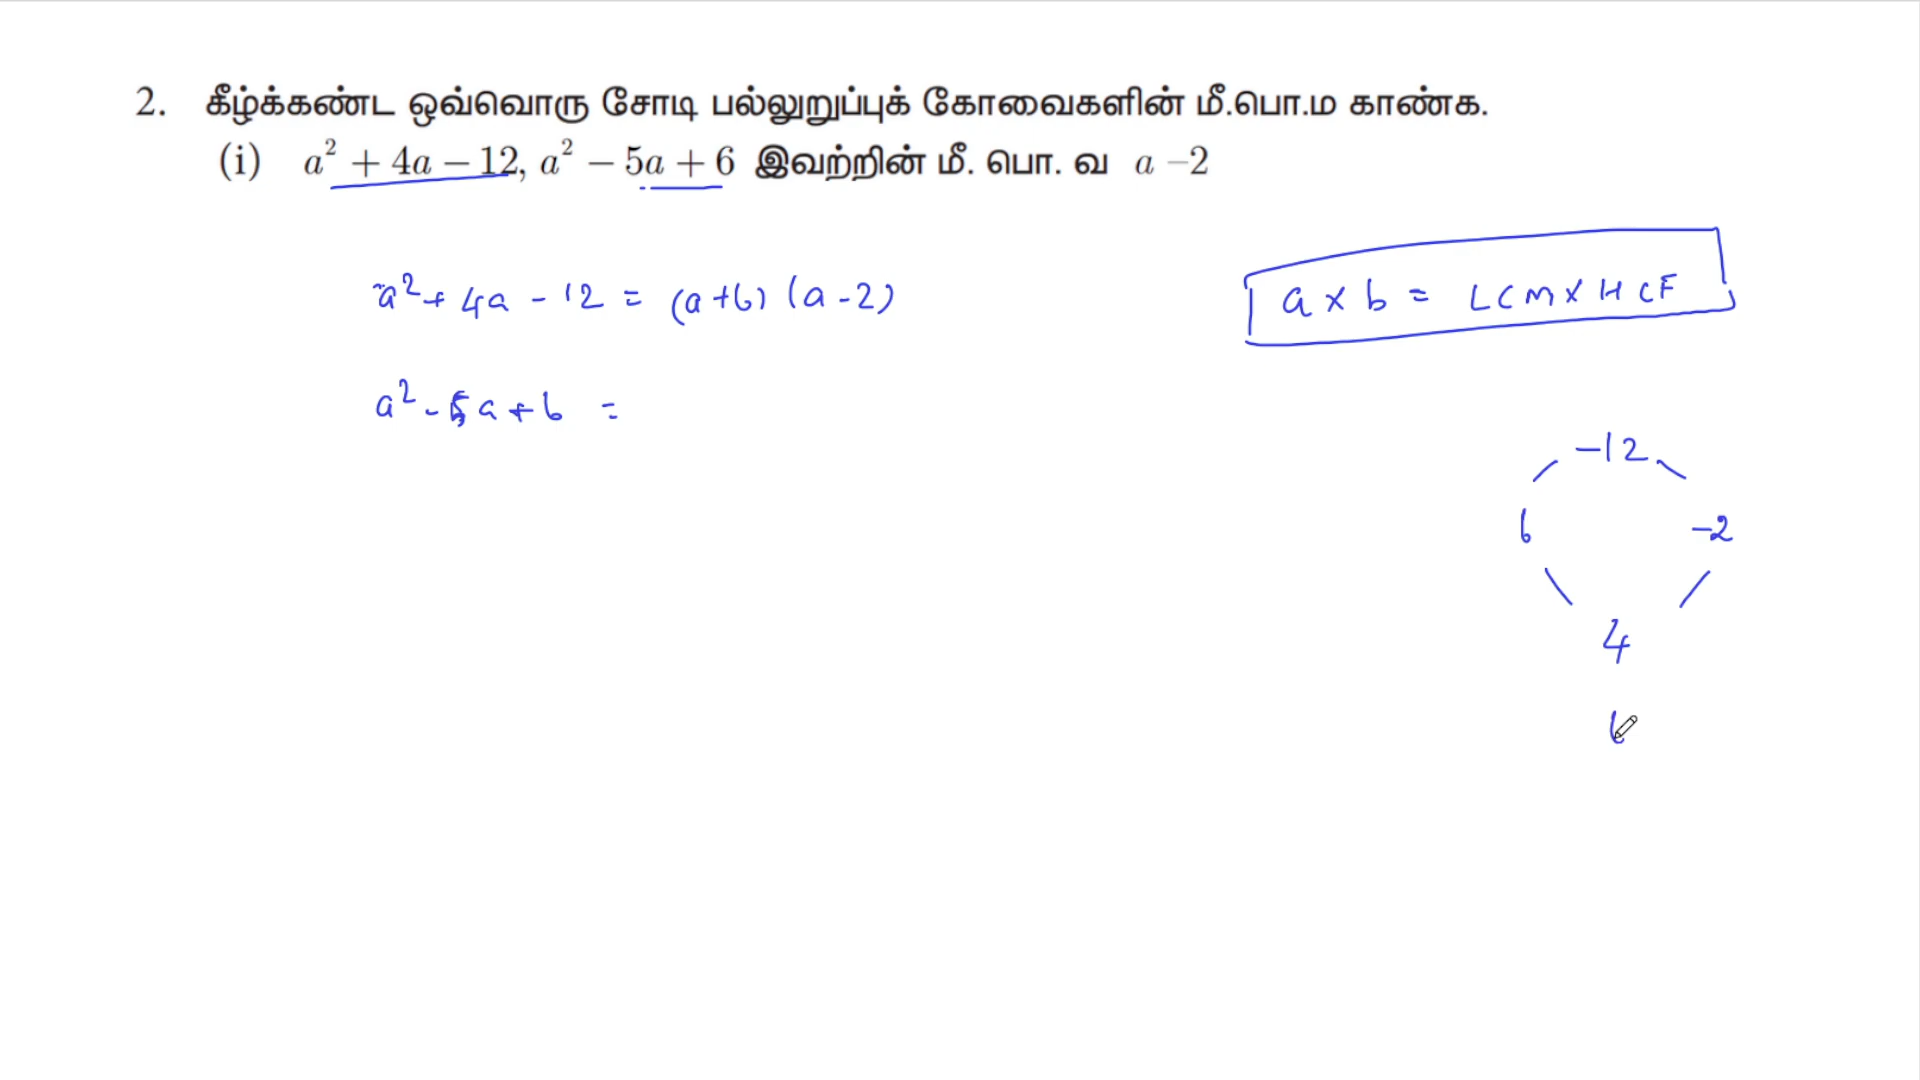 2. கீழ்க்கண்ட ஒவ்வொரு சோடி பல்லுறுப்புக் கோவைகளின் மீ.பொ.ம காண்க.
(i) a² + 4a – 12, a² – 5a + 6 இவற்றின் மீ. பொ. வ a –2
a² + 4a - 12 = (a+6) (a-2)
a x b = LCM x HCF
a² - 5a + 6 =
-12
6 -2
4
6